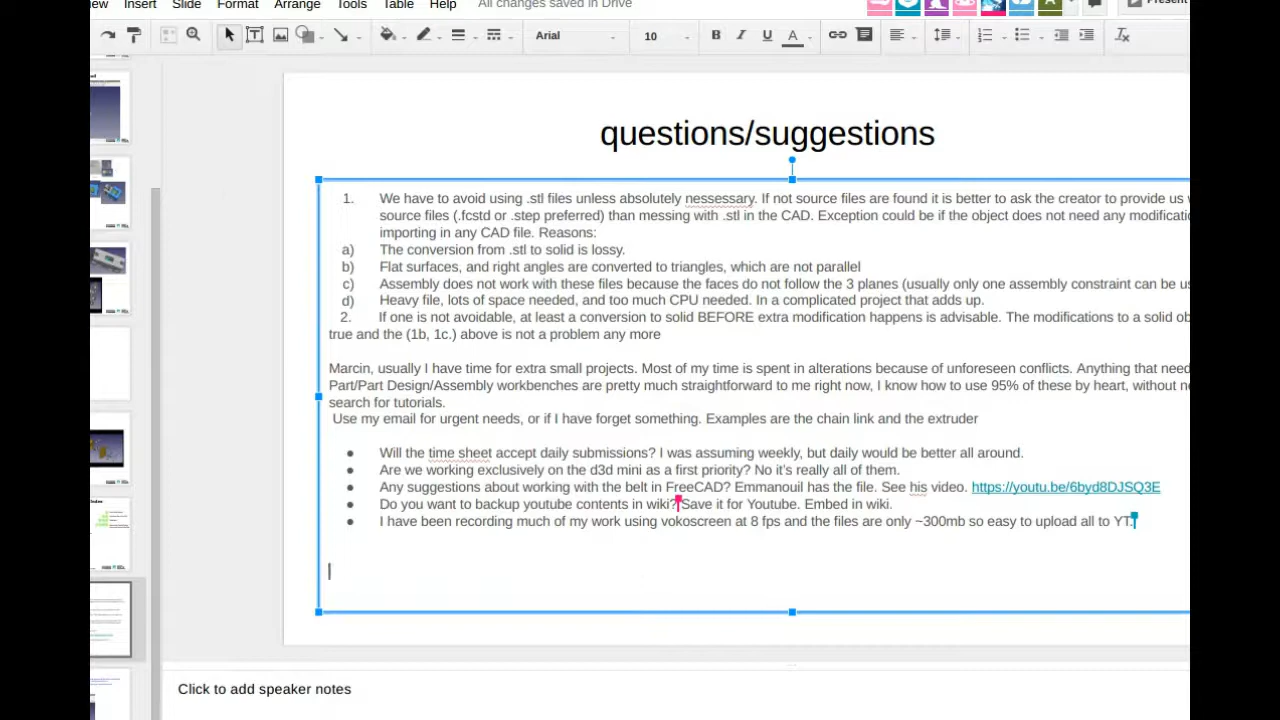 ew Insert Slide Format Arrange Tools Table Help All changes saved in Drive Present
Arial 10 B I U A
questions/suggestions
1. We have to avoid using .stl files unless absolutely nessessary. If not source files are found it is better to ask the creator to provide us
source files (.fcstd or .step preferred) than messing with .stl in the CAD. Exception could be if the object does not need any modificatio
importing in any CAD file. Reasons:
a) The conversion from .stl to solid is lossy.
b) Flat surfaces, and right angles are converted to triangles, which are not parallel
c) Assembly does not work with these files because the faces do not follow the 3 planes (usually only one assembly constraint can be us
d) Heavy file, lots of space needed, and too much CPU needed. In a complicated project that adds up.
2. If one is not avoidable, at least a conversion to solid BEFORE extra modification happens is advisable. The modifications to a solid ob
true and the (1b, 1c.) above is not a problem any more
Marcin, usually I have time for extra small projects. Most of my time is spent in alterations because of unforeseen conflicts. Anything that need
Part/Part Design/Assembly workbenches are pretty much straightforward to me right now, I know how to use 95% of these by heart, without ne
search for tutorials.
Use my email for urgent needs, or if I have forget something. Examples are the chain link and the extruder
● Will the time sheet accept daily submissions? I was assuming weekly, but daily would be better all around.
● Are we working exclusively on the d3d mini as a first priority? No it's really all of them.
● Any suggestions about working with the belt in FreeCAD? Emmanouil has the file. See his video. https://youtu.be/6byd8DJSQ3E
● Do you want to backup youtube contents in wiki? Save it for Youtube. Embed in wiki.
● I have been recording much of my work using vokoscreen at 8 fps and the files are only ~300mb so easy to upload all to YT.
Click to add speaker notes